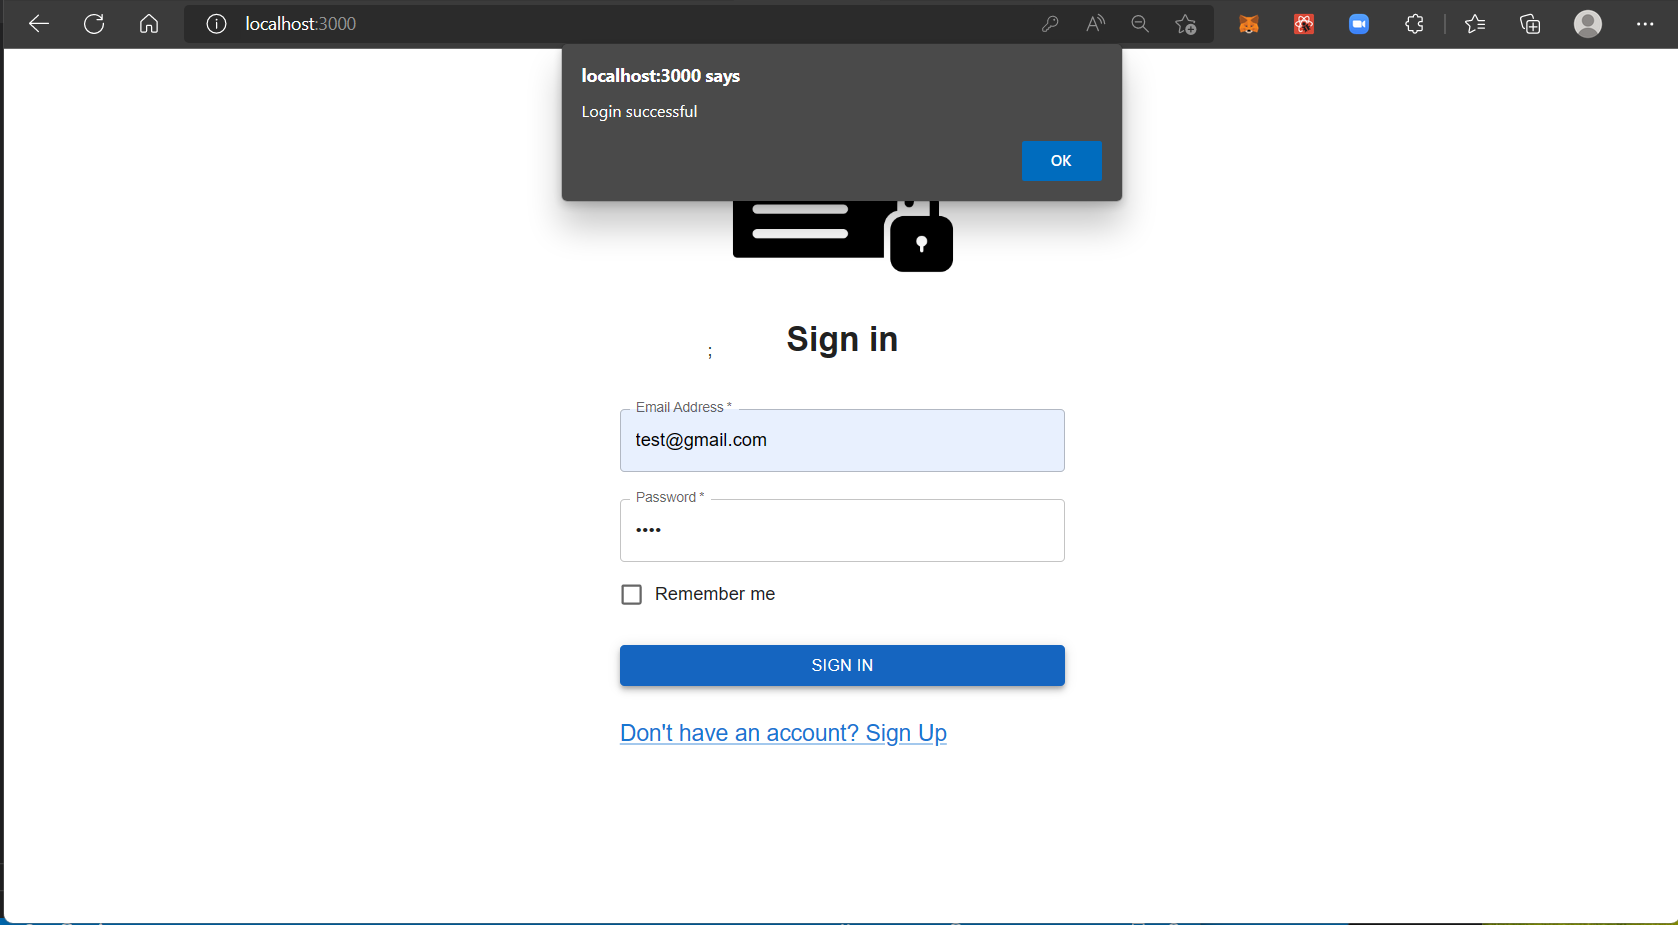 localhost:3000
localhost:3000 says
Login successful
OK
Sign in
;
Email Address *
test@gmail.com
Password *
••••
Remember me
SIGN IN
Don't have an account? Sign Up